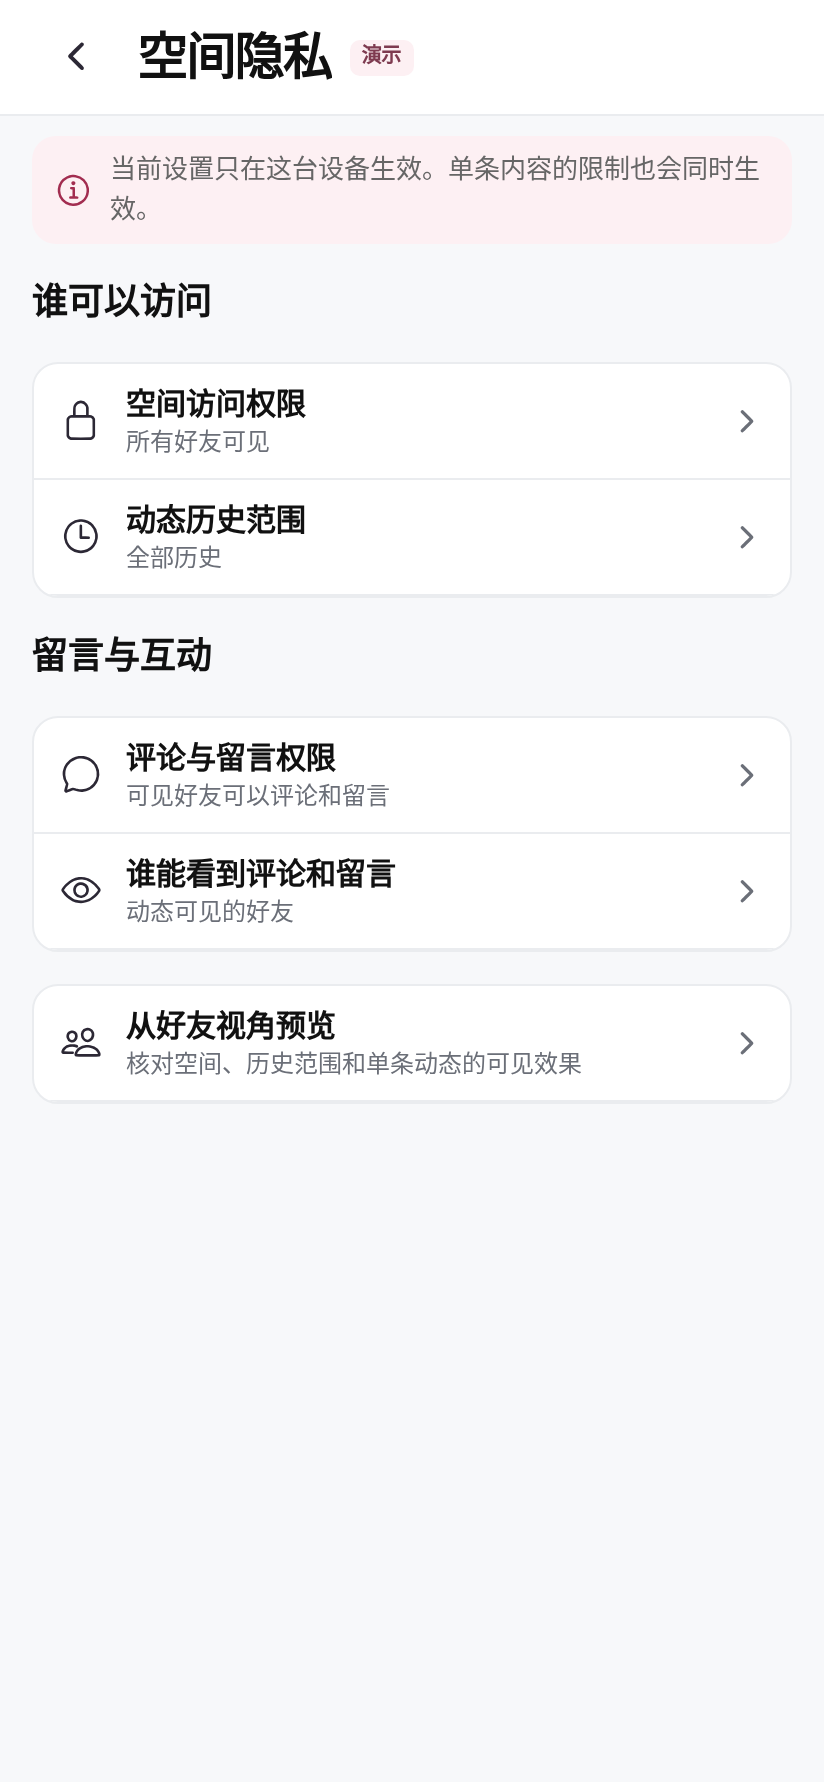 空间隐私
演示
当前设置只在这台设备生效。单条内容的限制也会同时生
效。
谁可以访问
空间访问权限
所有好友可见
动态历史范围
全部历史
留言与互动
评论与留言权限
可见好友可以评论和留言
谁能看到评论和留言
动态可见的好友
从好友视角预览
核对空间、历史范围和单条动态的可见效果